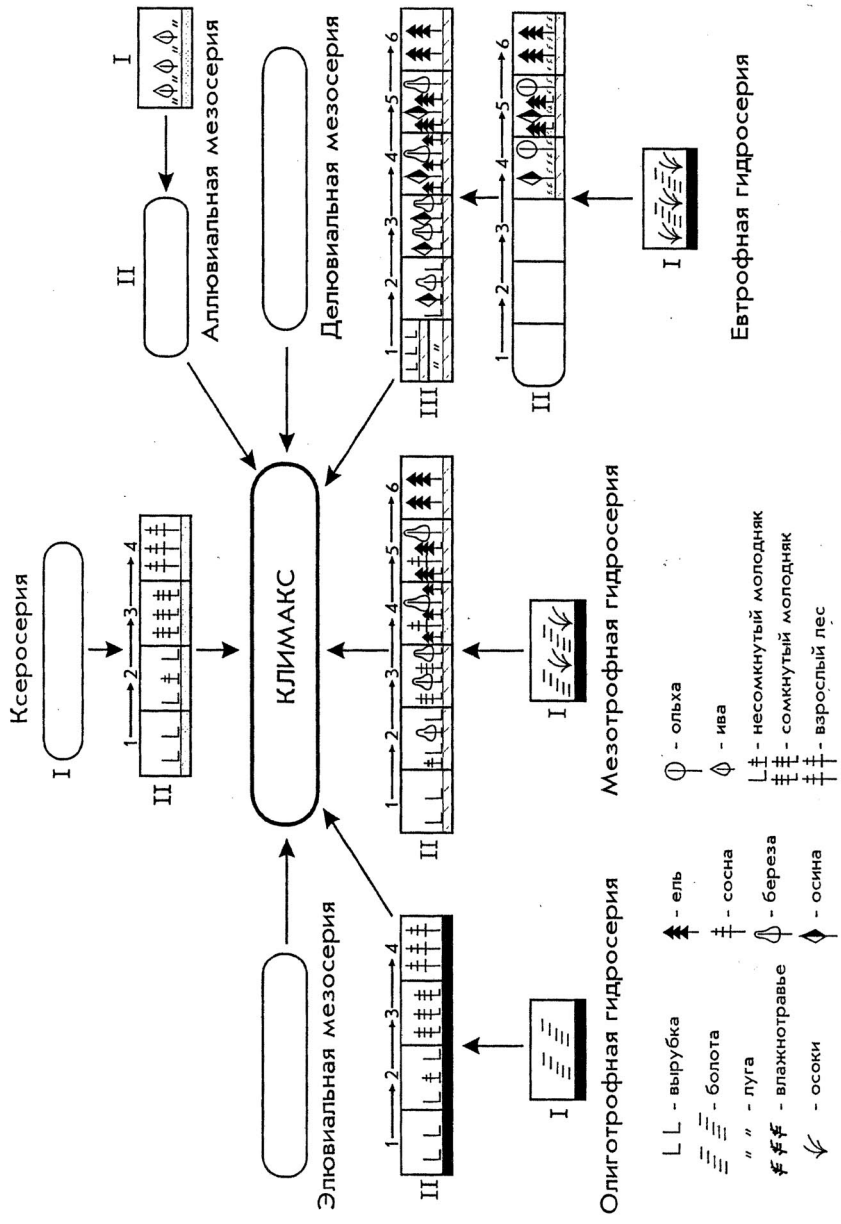 Ксеросерия
I
1 2 3 4
II
I
II
Аллювиальная мезосерия
Элювиальная мезосерия
КЛИМАКС
Делювиальная мезосерия
1 2 3 4
II
I
Олиготрофная гидросерия
1 2 3 4 5 6
II
I
Мезотрофная гидросерия
1 2 3 4 5 6
III
1 2 3 4 5 6
II
I
Евтрофная гидросерия
- вырубка
- болота
- луга
- влажнотравье
- осоки
- ель
- сосна
- береза
- осина
- ольха
- ива
- несомкнутый молодняк
- сомкнутый молодняк
- взрослый лес